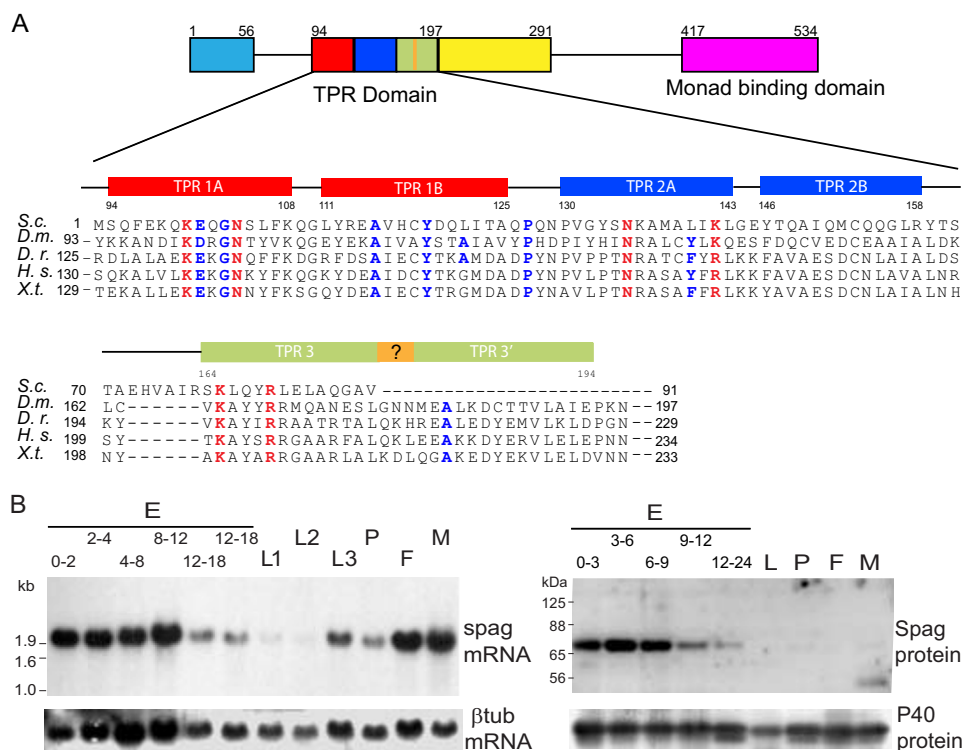 A
1 56 94 197 291 417 534
TPR Domain
Monad binding domain
TPR 1A TPR 1B TPR 2A TPR 2B
94 108 111 125 130 143 146 158
S.c. 1 MSQFEKQKEQGNSLFKQGLYREAVHCYDQLITAQPQNPVGYSNKAMALIKLGEYTQAIQMCQQGLRYTS
D.m. 93 YKKANDIKDRGNTYVKQGEYEKAIVAYSTAIAVYPHDPIYHINRALCYLKQESFDQCVEDCEAAIALDK
D. r. 125 RDLALAEKEKGNQFFKDGRYDEAIECYTKAMDADPYNPVLPTNRATCFYRLKKFAVAESDCNLAIALDS
H. s. 130 SQKALVLKEKGNKYFKDGKYDEAIDCYTKGMDADPYNPVLPTNRASAYFRLKKFAVAESDCNLAVALNR
X.t. 129 TEKALLEKEKGNNYFKSGQYDEAIECYTRGMDADPYNAVLPTNRASAFFRLKKYAVAESDCNLAIALNH
TPR 3 ? TPR 3'
164 194
S.c. 70 TAEHVAIRSKLQYRLELAQGAV------------------ 91
D.m. 162 LC------VKAYYRRMQANESLGNNMEALKDCTTVLAIEPKN -- 197
D. r. 194 KY------VKAYIRRAATRTALQKHREALEDYEMVLKLDPGN -- 229
H. s. 199 SY------TKAYSRRGAARFALQKLEEAKKDYERVLELEPNN -- 234
X.t. 198 NY------AKAYARRGAARLALKDLQGAKEDYEKVLELDVNN -- 233
B
E
2-4 8-12 12-18
0-2 4-8 12-18 L1 L2 L3 P F M
kb
1.9
1.6
1.0
spag
mRNA
βtub
mRNA
E
3-6 9-12
0-3 6-9 12-24 L P F M
kDa
125
88
65
56
Spag
protein
P40
protein